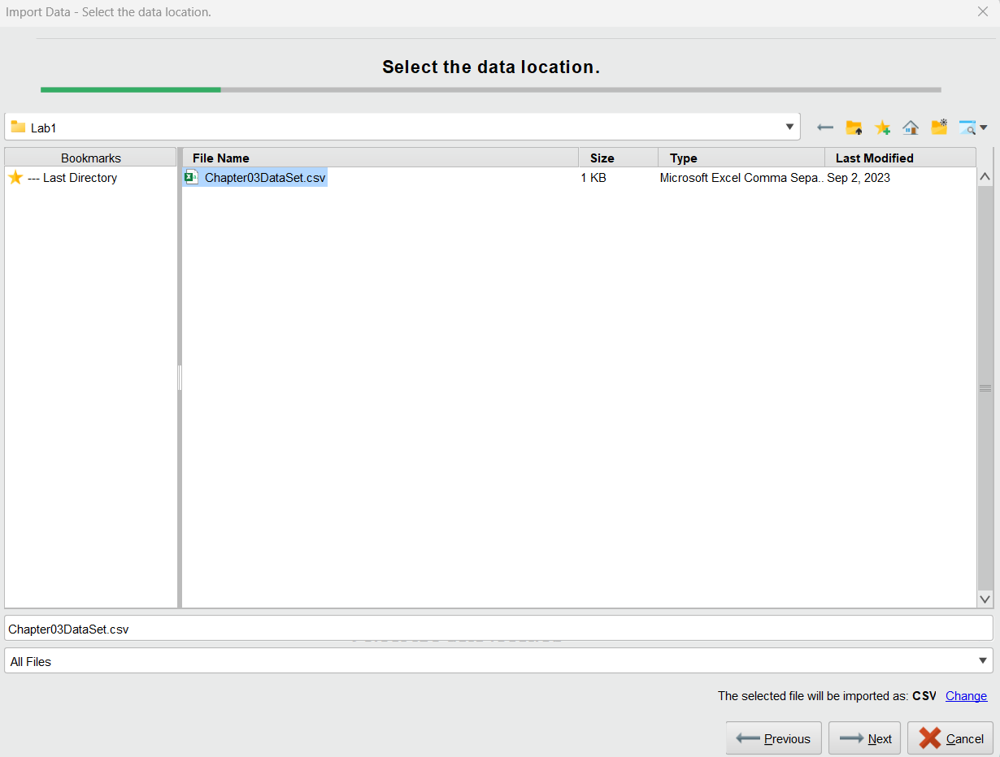 Import Data - Select the data location.
Select the data location.
Lab1
Bookmarks
File Name Size Type Last Modified
--- Last Directory
Chapter03DataSet.csv 1 KB Microsoft Excel Comma Sepa.. Sep 2, 2023
Chapter03DataSet.csv
All Files
The selected file will be imported as: CSV Change
Previous Next Cancel